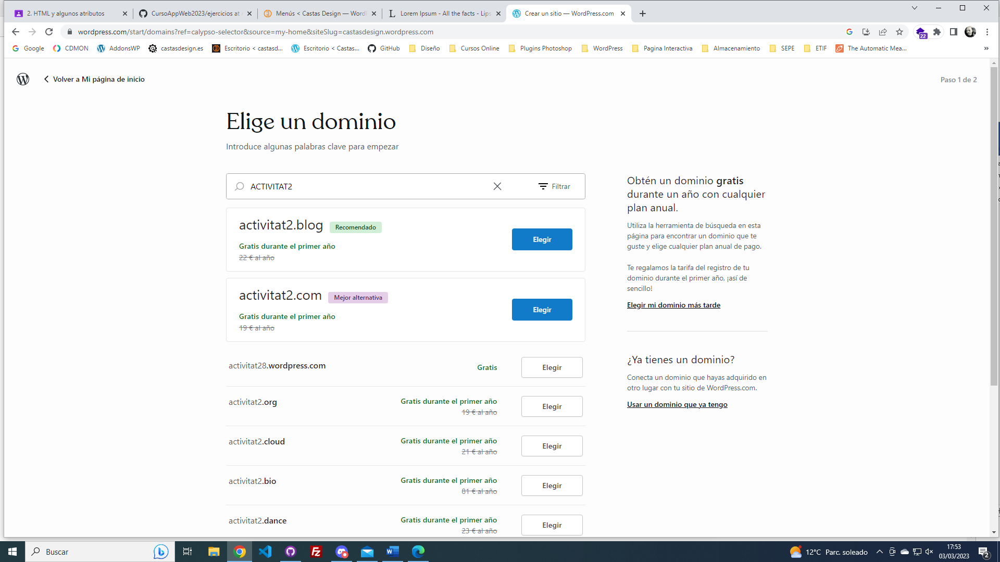 2. HTML y algunos atributos
CursoAppWeb2023/ejercicios at
Menús < Castas Design — Word
Lorem Ipsum - All the facts - Lips
Crear un sitio — WordPress.com
wordpress.com/start/domains?ref=calypso-selector&source=my-home&siteSlug=castasdesign.wordpress.com
22
Google
CDMON
AddonsWP
castasdesign.es
Escritorio < castasd...
Escritorio < Castas...
GitHub
Diseño
Cursos Online
Plugins Photoshop
WordPress
Pagina Interactiva
Almacenamiento
SEPE
ETIF
The Automatic Mea...
»
Volver a Mi página de inicio
Paso 1 de 2
Elige un dominio
Introduce algunas palabras clave para empezar
ACTIVITAT2
Filtrar
activitat2.blog
Recomendado
Gratis durante el primer año
22 € al año
Elegir
activitat2.com
Mejor alternativa
Gratis durante el primer año
19 € al año
Elegir
activitat28.wordpress.com
Gratis
Elegir
activitat2.org
Gratis durante el primer año
19 € al año
Elegir
activitat2.cloud
Gratis durante el primer año
21 € al año
Elegir
activitat2.bio
Gratis durante el primer año
81 € al año
Elegir
activitat2.dance
Gratis durante el primer año
23 € al año
Elegir
Obtén un dominio gratis
durante un año con cualquier
plan anual.
Utiliza la herramienta de búsqueda en esta
página para encontrar un dominio que te
guste y elige cualquier plan anual de pago.
Te regalamos la tarifa del registro de tu
dominio durante el primer año, ¡así de
sencillo!
Elegir mi dominio más tarde
¿Ya tienes un dominio?
Conecta un dominio que hayas adquirido en
otro lugar con tu sitio de WordPress.com.
Usar un dominio que ya tengo
Buscar
12°C Parc. soleado
17:53
03/03/2023
2